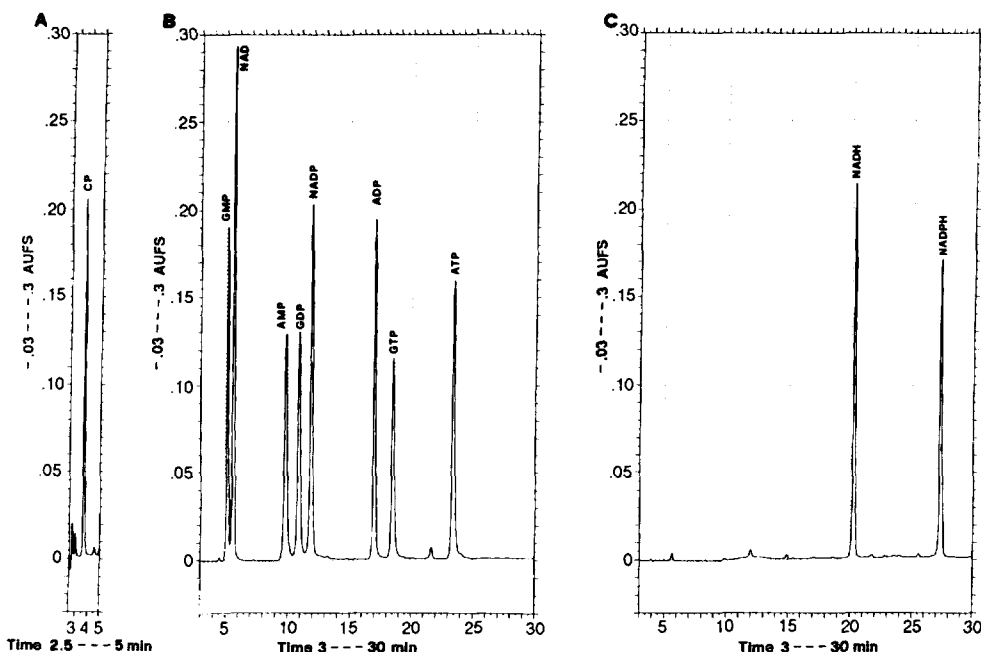 A
.30
.25
.20
.15
.10
.05
0
-.03---.3 AUFS
CP
3 4 5
Time 2.5 --- 5 min
B
.30
.25
.20
.15
.10
.05
0
-.03---.3 AUFS
GMP
NAD
AMP
GDP
NADP
ADP
GTP
ATP
5 10 15 20 25 30
Time 3---30 min
C
.30
.25
.20
.15
.10
.05
0
-.03---.3 AUFS
NADH
NADPH
5 10 15 20 25 30
Time 3---30 min